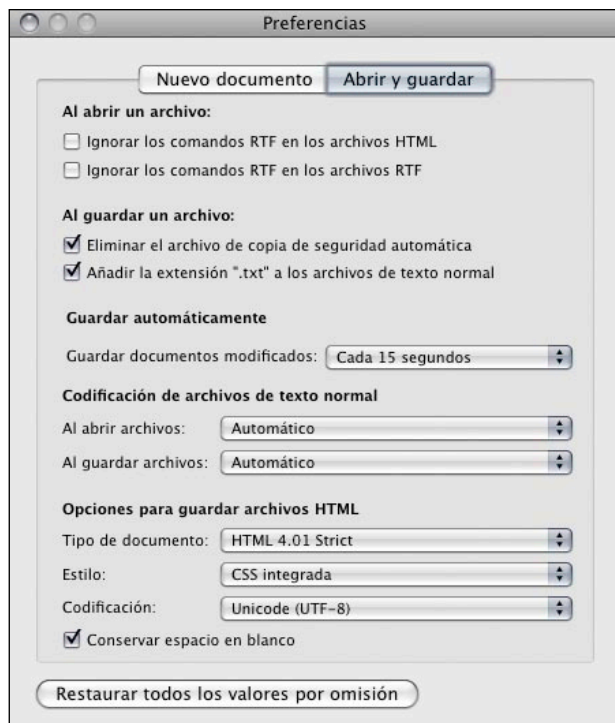 Preferencias
Nuevo documento Abrir y guardar
Al abrir un archivo:
Ignorar los comandos RTF en los archivos HTML
Ignorar los comandos RTF en los archivos RTF
Al guardar un archivo:
Eliminar el archivo de copia de seguridad automática
Añadir la extensión ".txt" a los archivos de texto normal
Guardar automáticamente
Guardar documentos modificados: Cada 15 segundos
Codificación de archivos de texto normal
Al abrir archivos: Automático
Al guardar archivos: Automático
Opciones para guardar archivos HTML
Tipo de documento: HTML 4.01 Strict
Estilo: CSS integrada
Codificación: Unicode (UTF-8)
Conservar espacio en blanco
Restaurar todos los valores por omisión